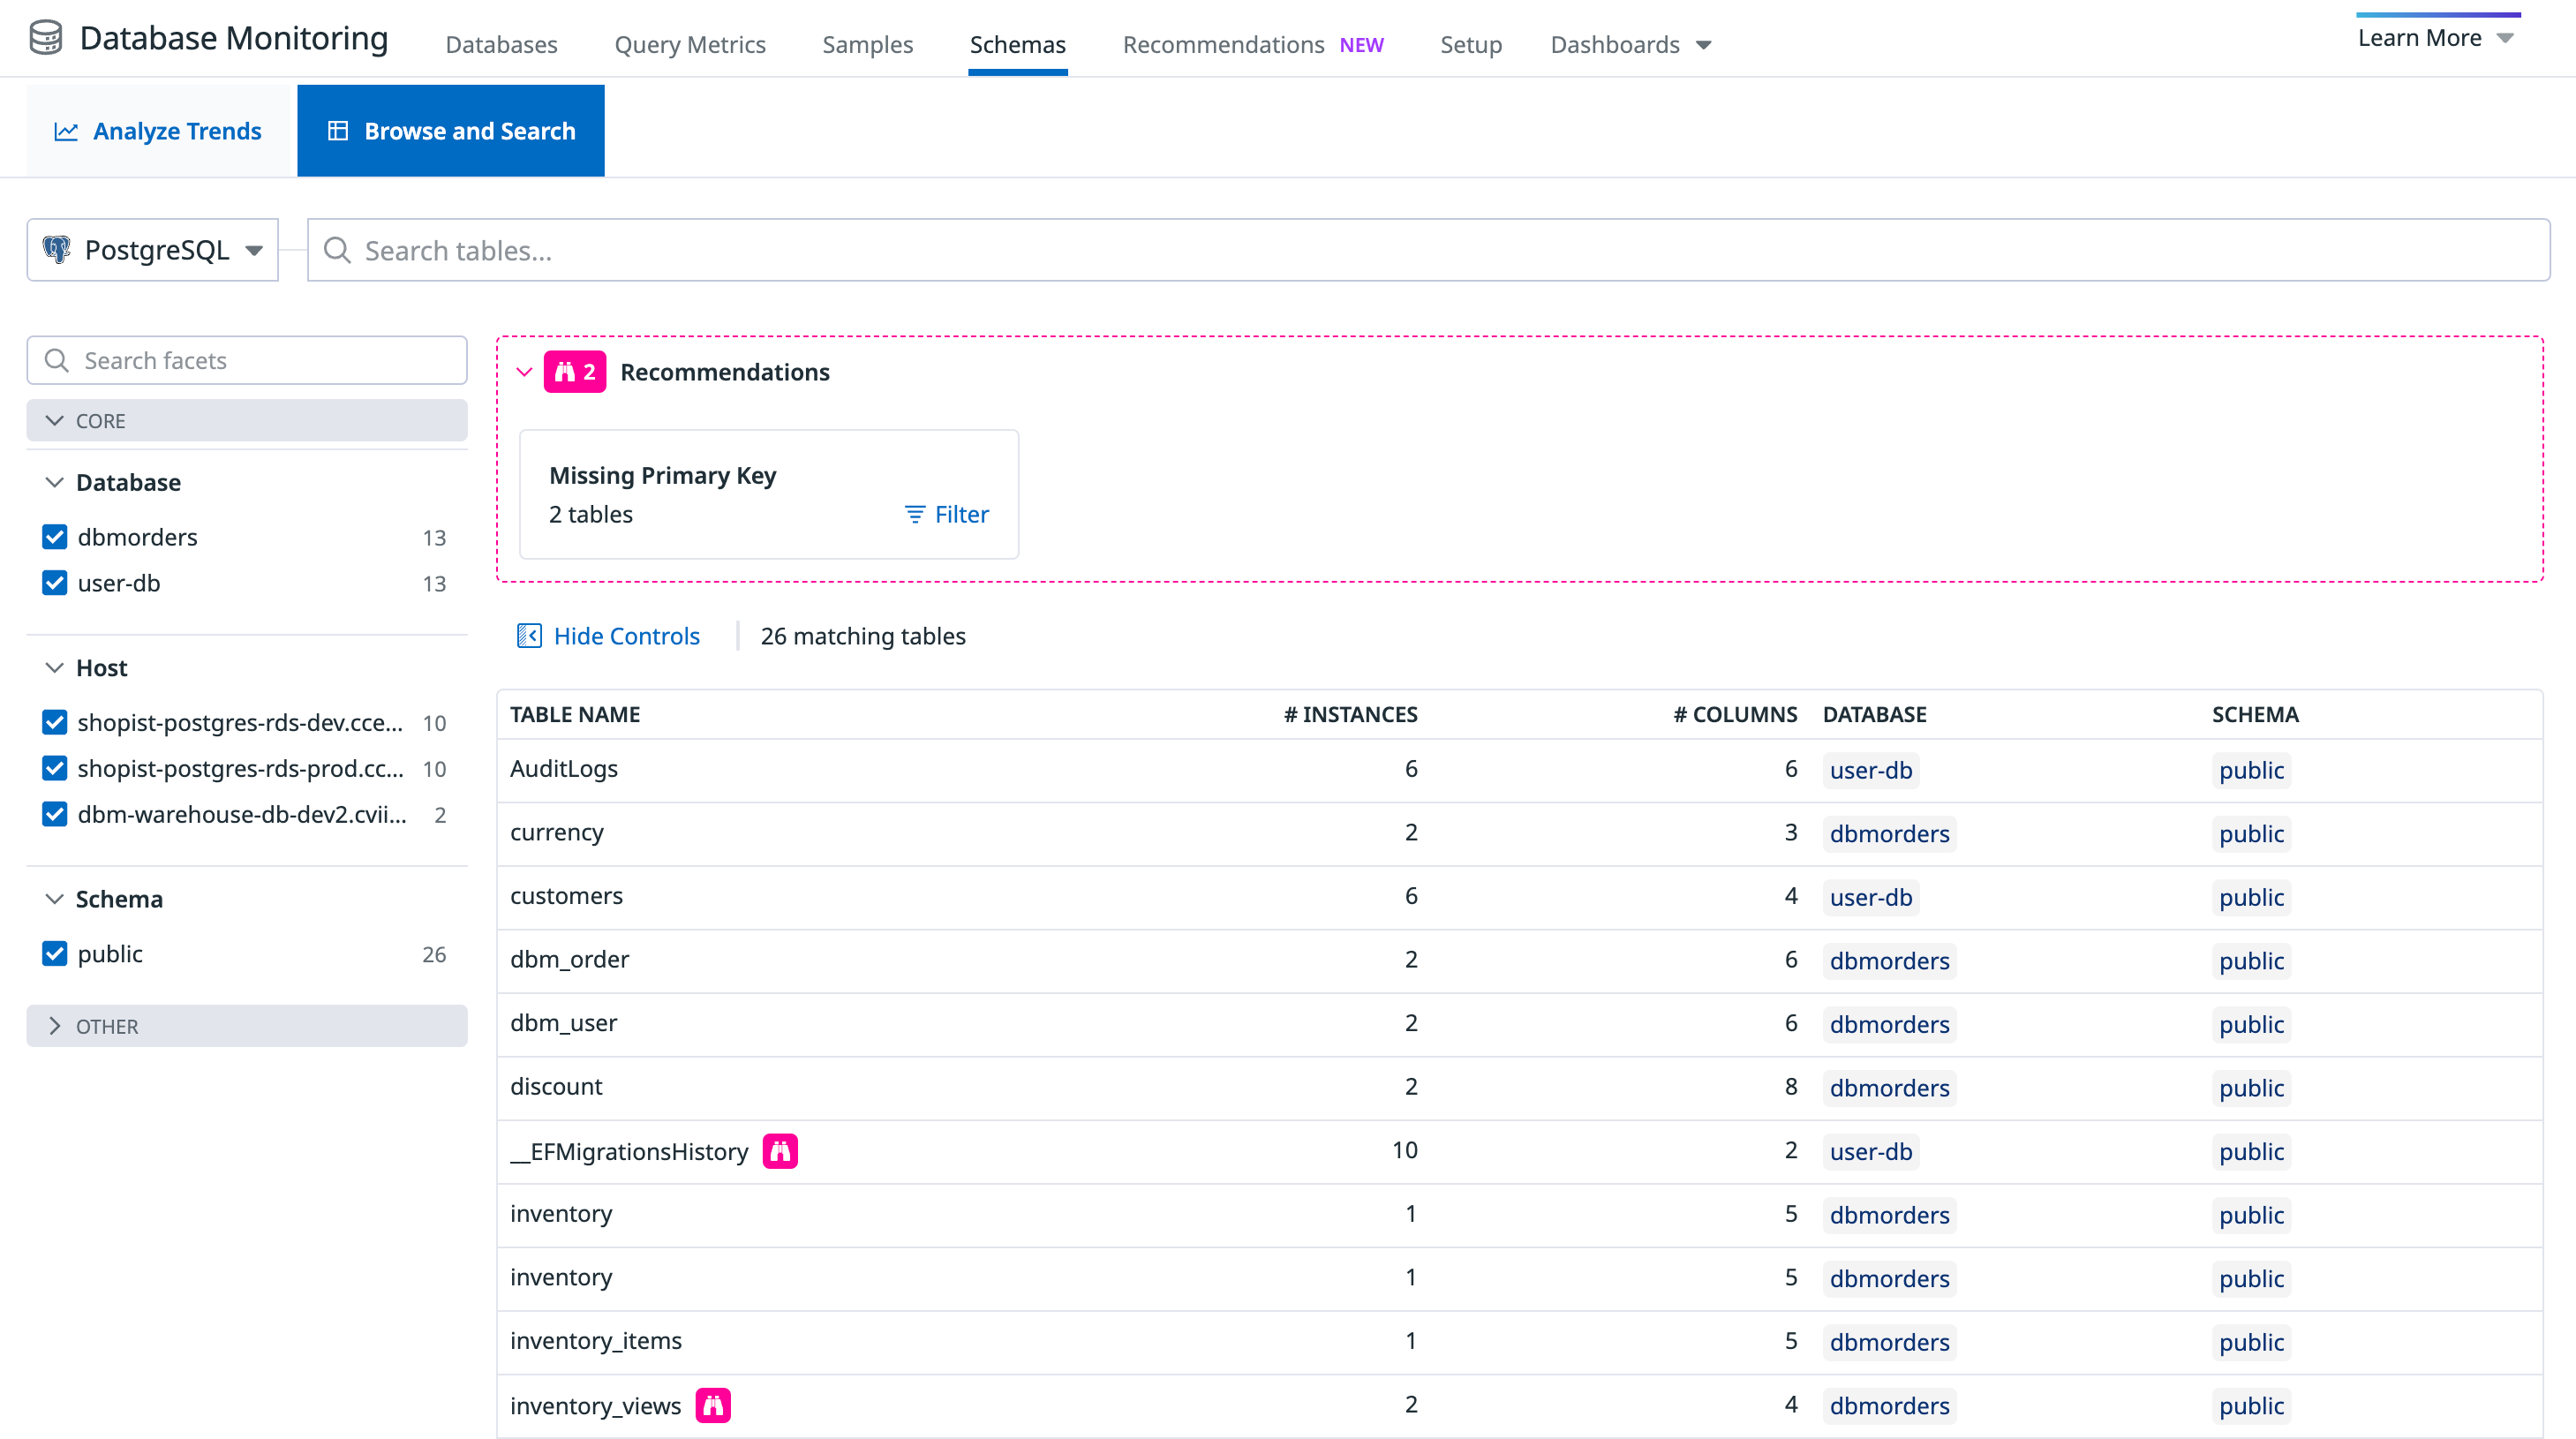 Database Monitoring Databases Query Metrics Samples Schemas Recommendations NEW Setup Dashboards Learn More
Analyze Trends Browse and Search
PostgreSQL Search tables...
Search facets
CORE
Database
dbmorders 13
user-db 13
Host
shopist-postgres-rds-dev.cce... 10
shopist-postgres-rds-prod.cc... 10
dbm-warehouse-db-dev2.cvii... 2
Schema
public 26
OTHER
2 Recommendations
Missing Primary Key
2 tables Filter
Hide Controls 26 matching tables
TABLE NAME # INSTANCES # COLUMNS DATABASE SCHEMA
AuditLogs 6 6 user-db public
currency 2 3 dbmorders public
customers 6 4 user-db public
dbm_order 2 6 dbmorders public
dbm_user 2 6 dbmorders public
discount 2 8 dbmorders public
__EFMigrationsHistory 10 2 user-db public
inventory 1 5 dbmorders public
inventory 1 5 dbmorders public
inventory_items 1 5 dbmorders public
inventory_views 2 4 dbmorders public